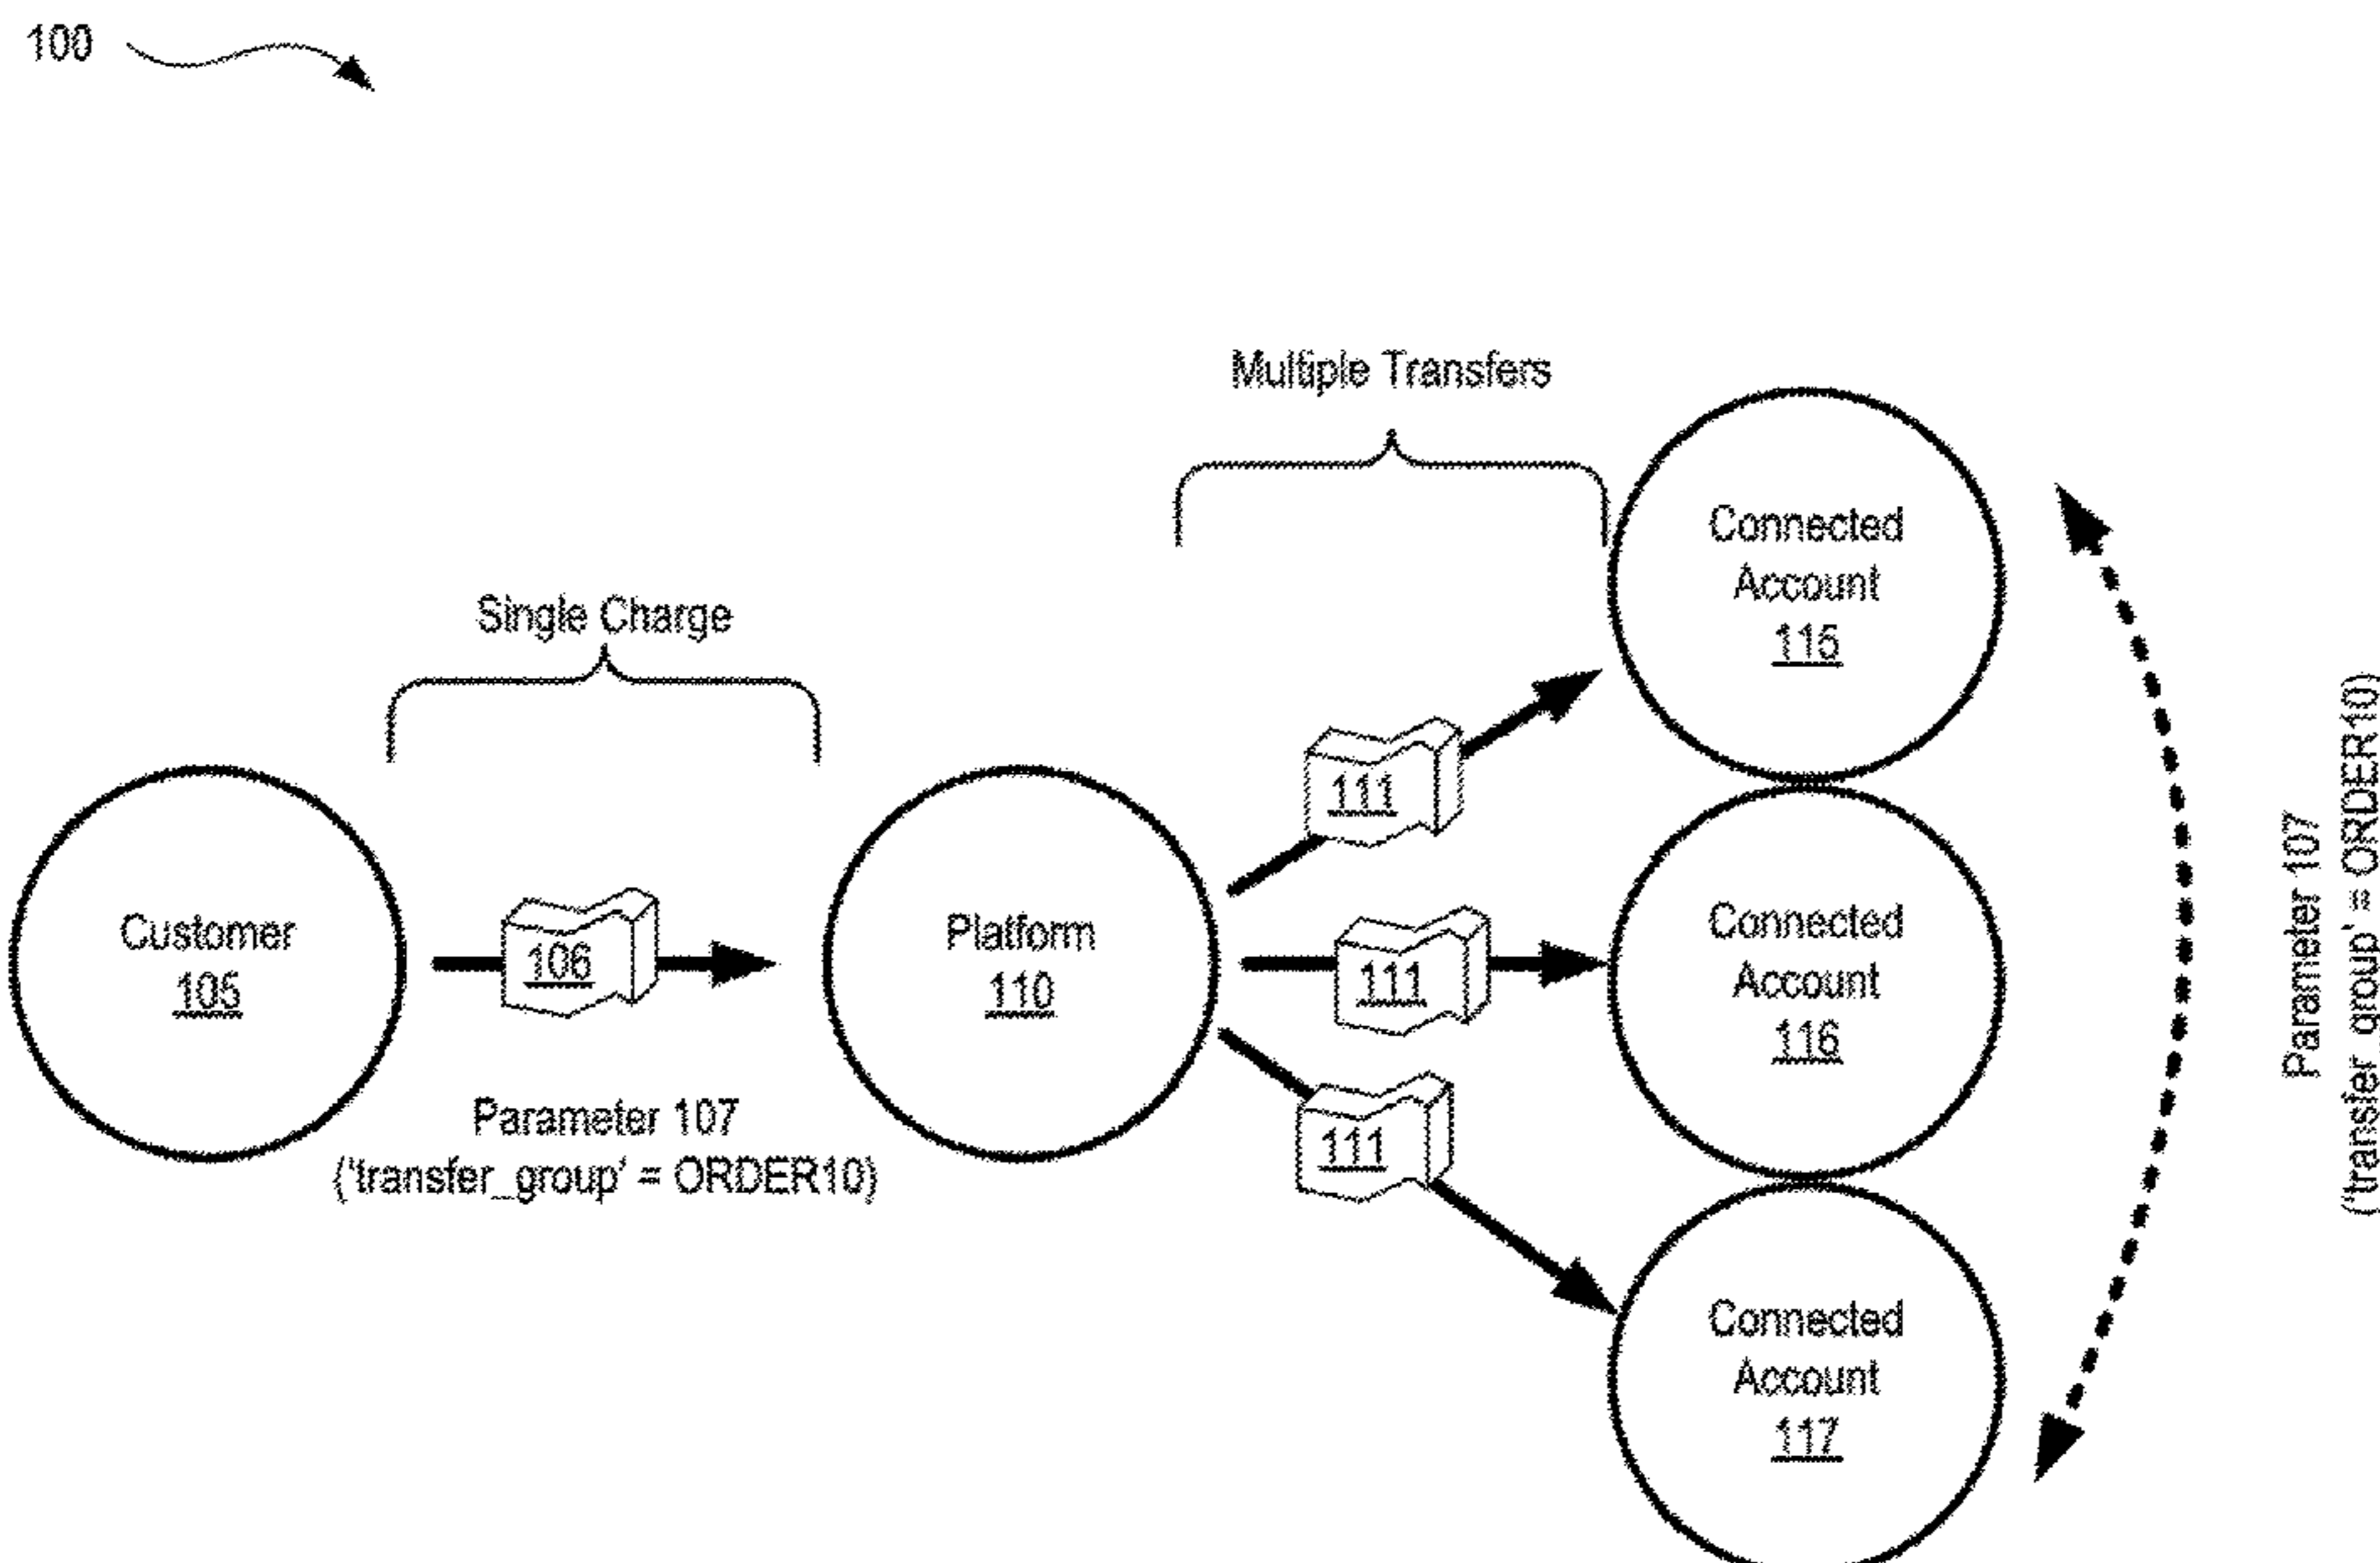 100
Multiple Transfers
Single Charge
Customer
105
106
Parameter 107
('transfer_group' = ORDER10)
Platform
110
111
111
111
Connected
Account
115
Connected
Account
116
Connected
Account
117
Parameter 107
('transfer_group' = ORDER10)